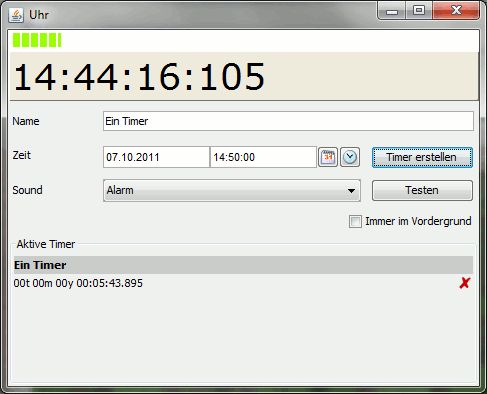 Uhr
14:44:16:105
Name
Ein Timer
Zeit
07.10.2011
14:50:00
31
Timer erstellen
Sound
Alarm
Testen
Immer im Vordergrund
Aktive Timer
Ein Timer
00t 00m 00y 00:05:43.895